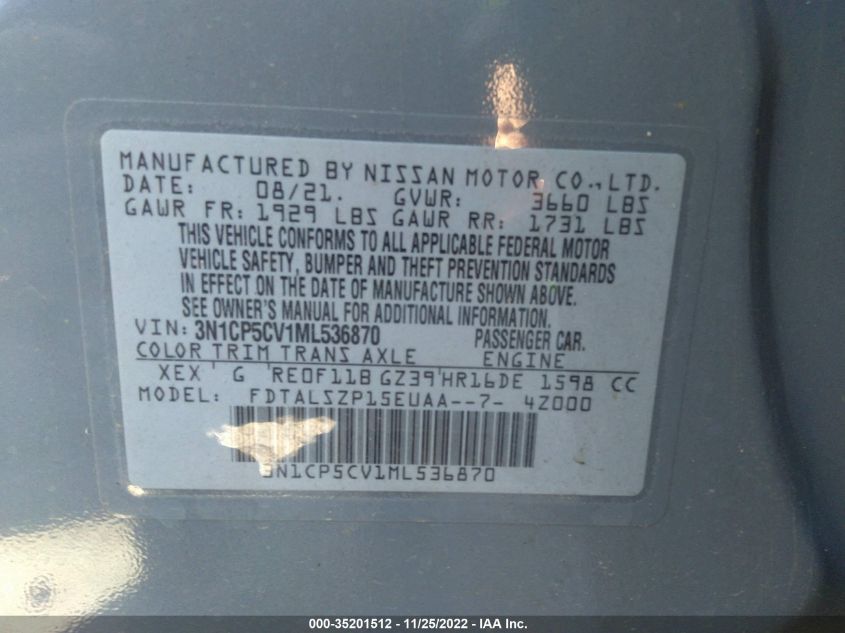 MANUFACTURED BY NISSAN MOTOR CO., LTD.
DATE: 08/21. GVWR: 3660 LBS
GAWR FR: 1929 LBS GAWR RR: 1731 LBS
THIS VEHICLE CONFORMS TO ALL APPLICABLE FEDERAL MOTOR
VEHICLE SAFETY, BUMPER AND THEFT PREVENTION STANDARDS
IN EFFECT ON THE DATE OF MANUFACTURE SHOWN ABOVE.
SEE OWNER'S MANUAL FOR ADDITIONAL INFORMATION.
VIN: 3N1CP5CV1ML536870 PASSENGER CAR.
COLOR TRIM TRANS AXLE ENGINE
XEX ' G 'RE0F11B GZ39'HR16DE 1598 CC
MODEL: FDTALSZP15EUAA--7- 4Z000
3N1CP5CV1ML536870
000-35201512 - 11/25/2022 - IAA Inc.